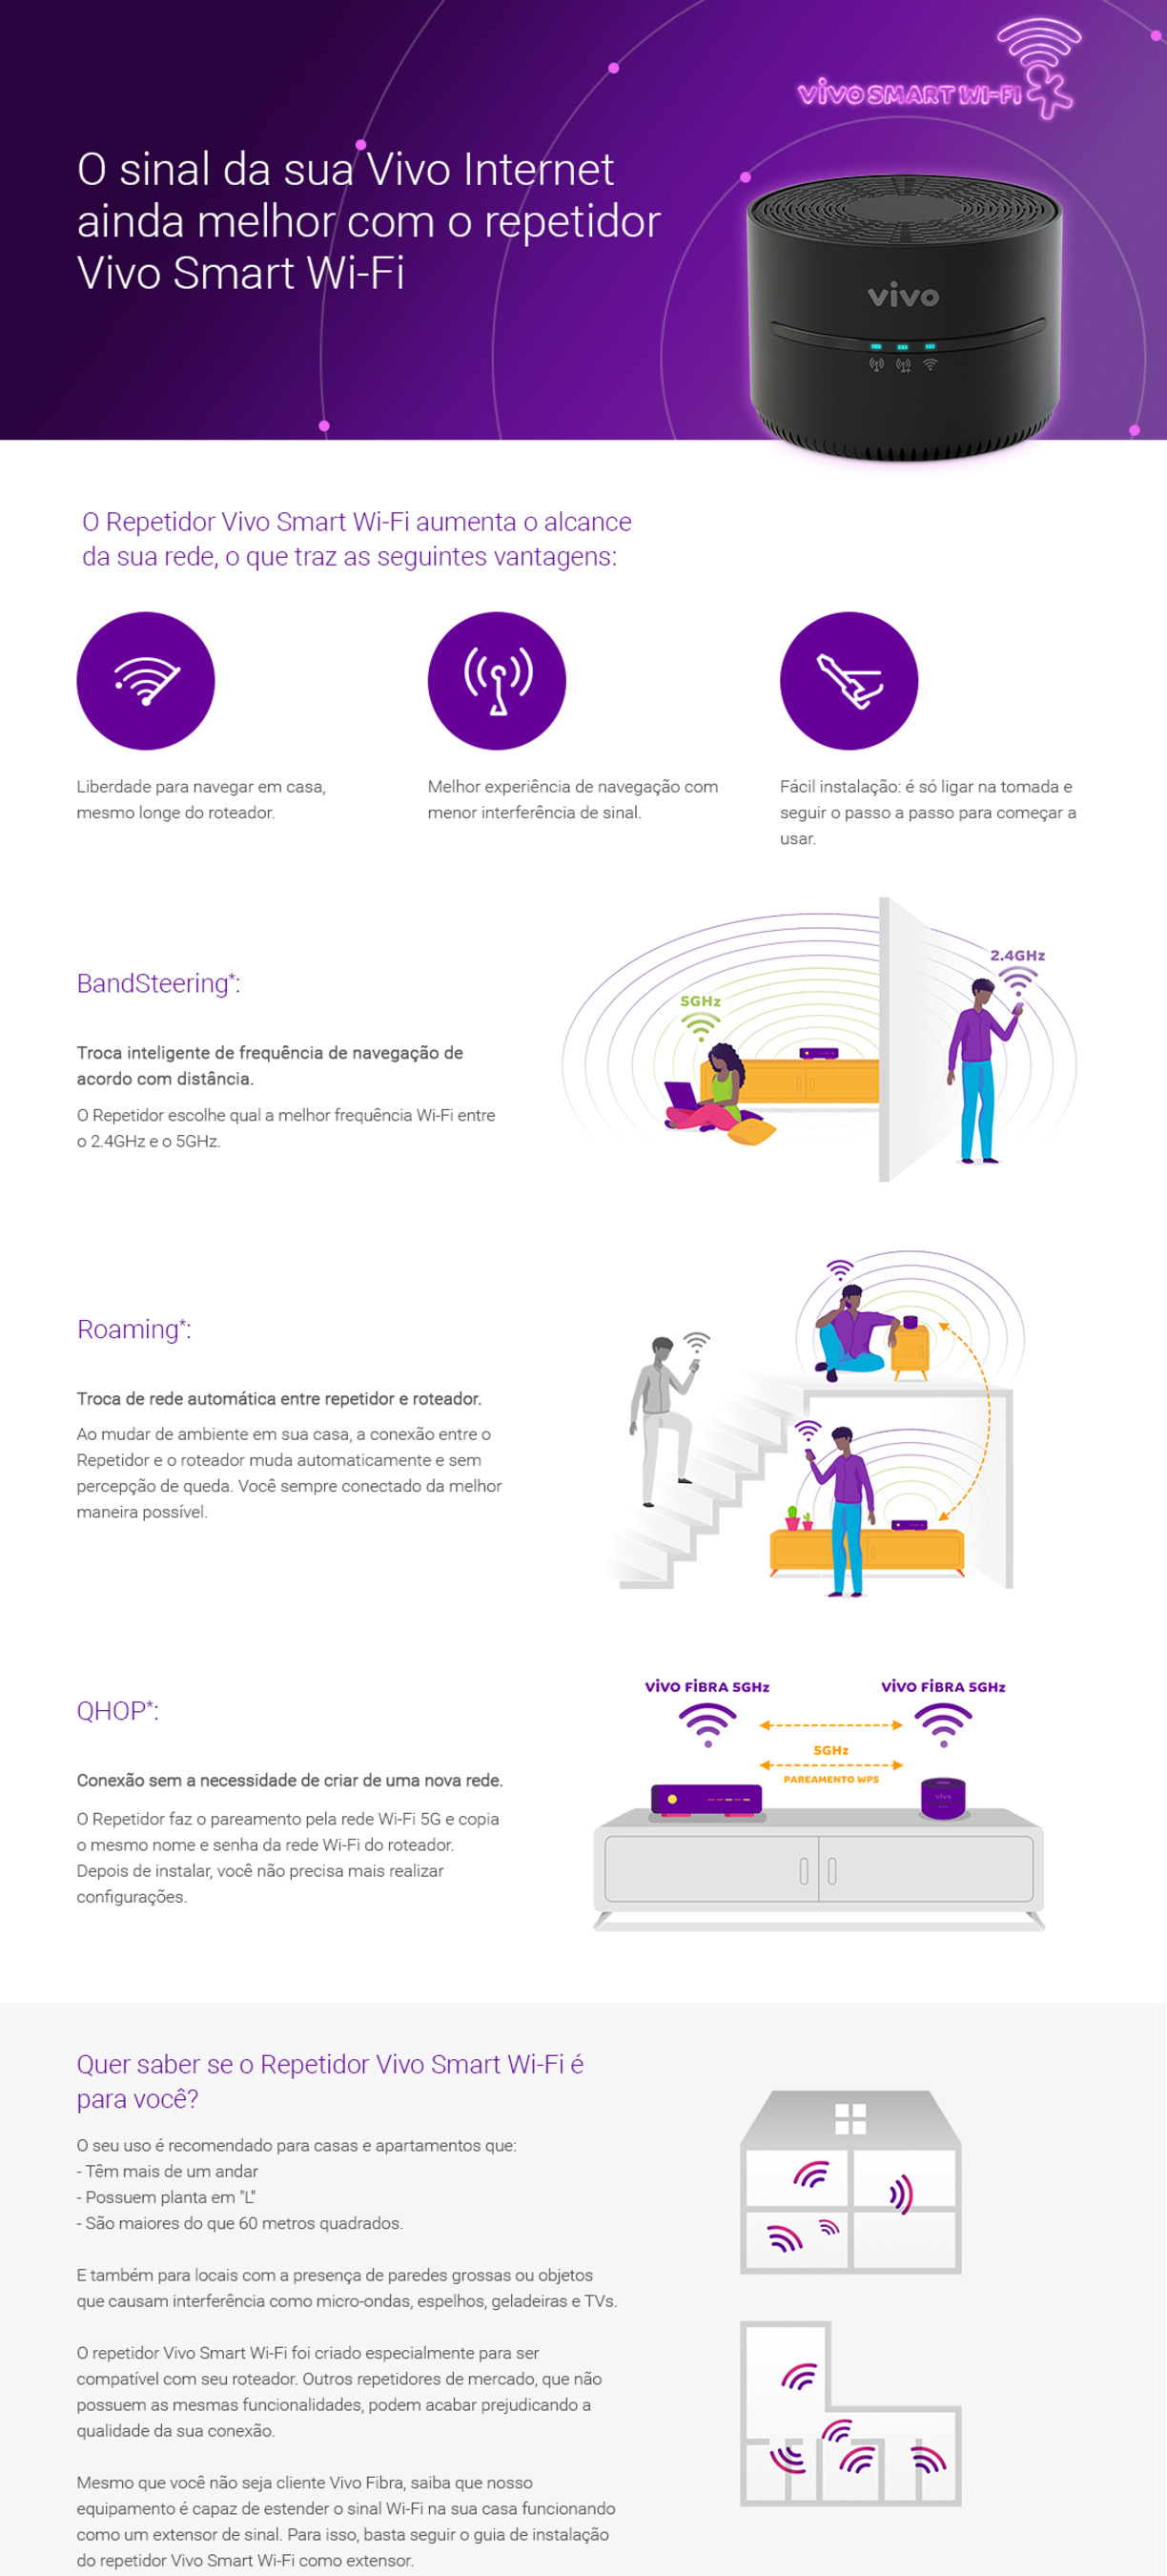 vivo SMART WI-FI
O sinal da sua Vivo Internet
ainda melhor com o repetidor
Vivo Smart Wi-Fi
vivo
O Repetidor Vivo Smart Wi-Fi aumenta o alcance
da sua rede, o que traz as seguintes vantagens:
Liberdade para navegar em casa,
mesmo longe do roteador.
Melhor experiência de navegação com
menor interferência de sinal.
Fácil instalação: é só ligar na tomada e
seguir o passo a passo para começar a
usar.
BandSteering*:
Troca inteligente de frequência de navegação de
acordo com distância.
O Repetidor escolhe qual a melhor frequência Wi-Fi entre
o 2.4GHz e o 5GHz.
5GHz
2.4GHz
Roaming*:
Troca de rede automática entre repetidor e roteador.
Ao mudar de ambiente em sua casa, a conexão entre o
Repetidor e o roteador muda automaticamente e sem
percepção de queda. Você sempre conectado da melhor
maneira possível.
QHOP*:
Conexão sem a necessidade de criar de uma nova rede.
O Repetidor faz o pareamento pela rede Wi-Fi 5G e copia
o mesmo nome e senha da rede Wi-Fi do roteador.
Depois de instalar, você não precisa mais realizar
configurações.
VIVO FIBRA 5GHz
VIVO FIBRA 5GHz
5GHz
PAREAMENTO WPS
vivo
Quer saber se o Repetidor Vivo Smart Wi-Fi é
para você?
O seu uso é recomendado para casas e apartamentos que:
- Têm mais de um andar
- Possuem planta em "L"
- São maiores do que 60 metros quadrados.
E também para locais com a presença de paredes grossas ou objetos
que causam interferência como micro-ondas, espelhos, geladeiras e TVs.
O repetidor Vivo Smart Wi-Fi foi criado especialmente para ser
compatível com seu roteador. Outros repetidores de mercado, que não
possuem as mesmas funcionalidades, podem acabar prejudicando a
qualidade da sua conexão.
Mesmo que você não seja cliente Vivo Fibra, saiba que nosso
equipamento é capaz de estender o sinal Wi-Fi na sua casa funcionando
como um extensor de sinal. Para isso, basta seguir o guia de instalação
do repetidor Vivo Smart Wi-Fi como extensor.